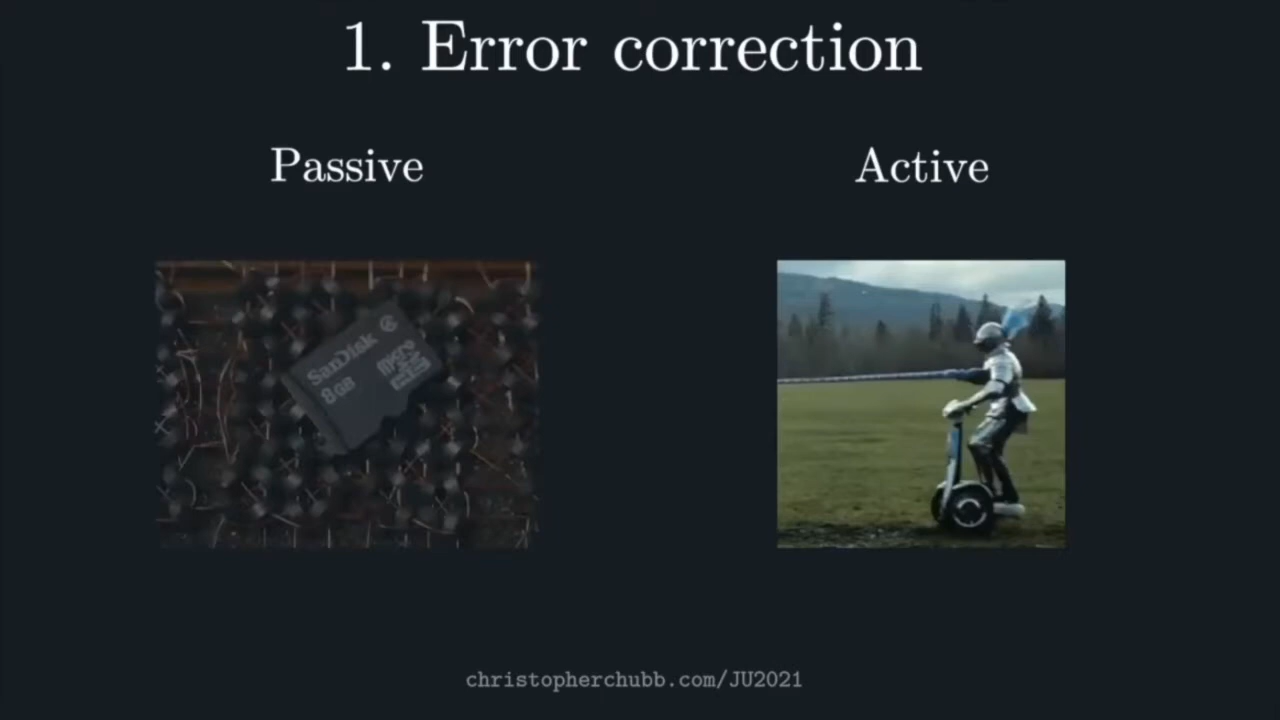 1. Error correction
Passive
Active
SanDisk
8GB
micro
christopherchubb.com/JU2021